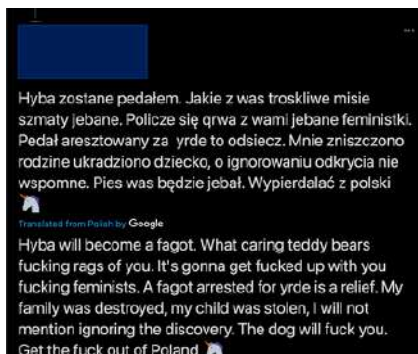 Hyba zostane pedałem. Jakie z was troskliwe misie
szmaty jebane. Policze się qrwa z wami jebane feministki.
Pedał aresztowany za yrde to odsiecz. Mnie zniszczono
rodzine ukradziono dziecko, o ignorowaniu odkrycia nie
wspomne. Pies was będzie jebał. Wypierdalać z polski
🦄
Translated from Polish by Google
Hyba will become a fagot. What caring teddy bears
fucking rags of you. It's gonna get fucked up with you
fucking feminists. A fagot arrested for yrde is a relief. My
family was destroyed, my child was stolen, I will not
mention ignoring the discovery. The dog will fuck you.
Get the fuck out of Poland 🦄